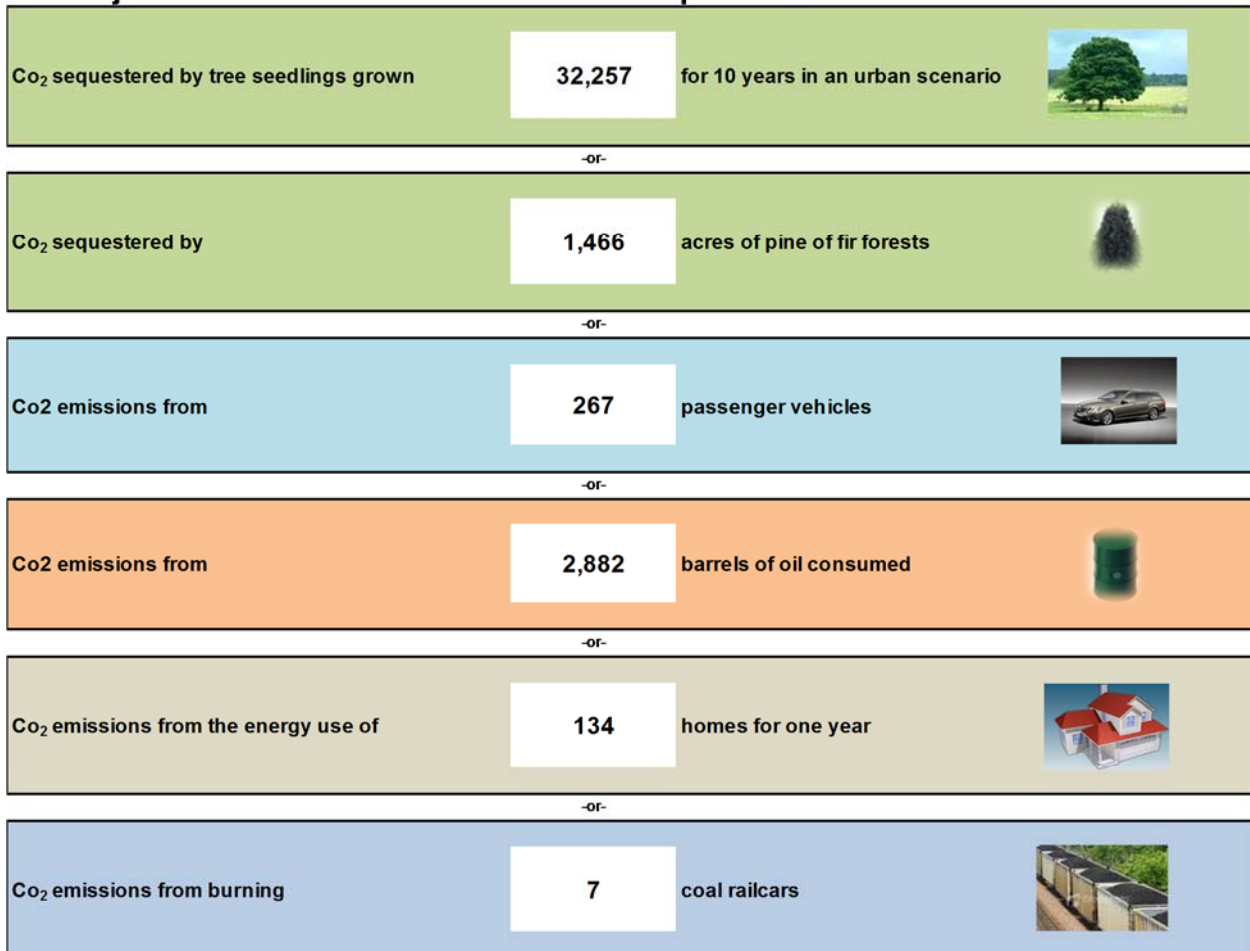 Co₂ sequestered by tree seedlings grown 32,257 for 10 years in an urban scenario
-or-
Co₂ sequestered by 1,466 acres of pine of fir forests
-or-
Co2 emissions from 267 passenger vehicles
-or-
Co2 emissions from 2,882 barrels of oil consumed
-or-
Co₂ emissions from the energy use of 134 homes for one year
-or-
Co₂ emissions from burning 7 coal railcars